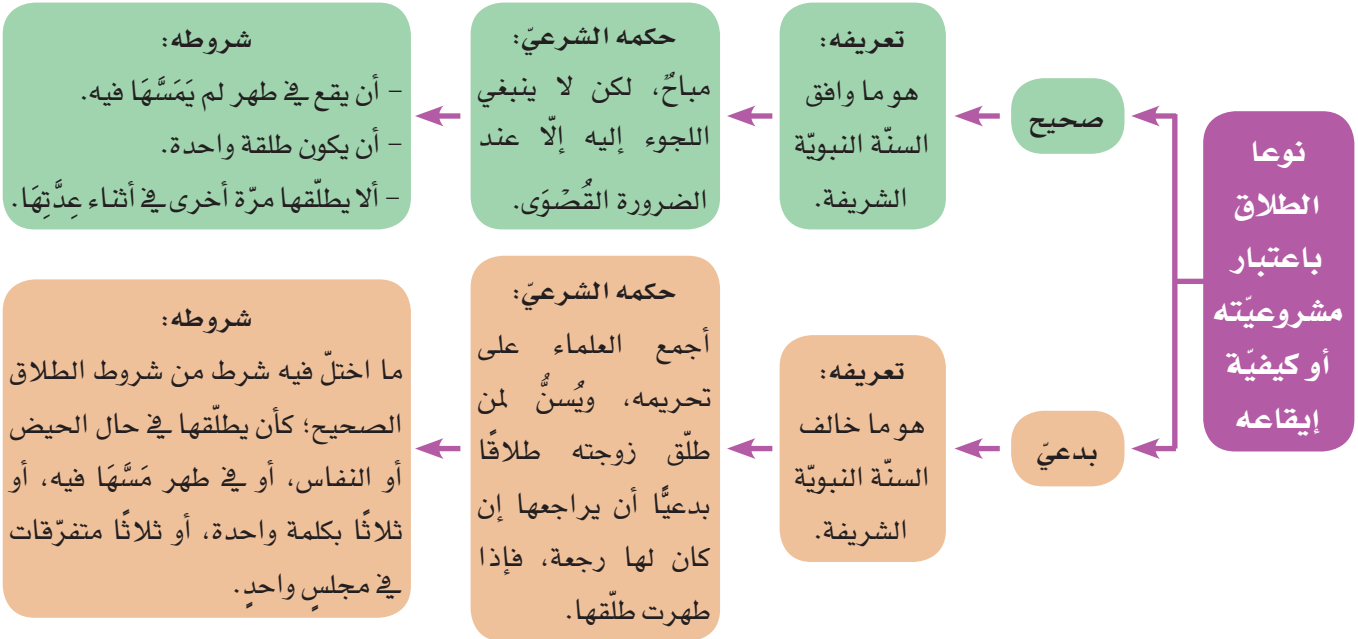 نوعا
الطلاق
باعتبار
مشروعيّته
أو كيفيّة
إيقاعه
صحيح
تعريفه:
هو ما وافق
السنّة النبويّة
الشريفة.
حكمه الشرعيّ:
مباحٌ، لكن لا ينبغي
اللجوء إليه إلّا عند
الضرورة القُصْوَى.
شروطه:
– أن يقع في طهر لم يَمَسَّهَا فيه.
– أن يكون طلقة واحدة.
– ألا يطلّقها مرّة أخرى في أثناء عِدَّتِهَا.
بدعيّ
تعريفه:
هو ما خالف
السنّة النبويّة
الشريفة.
حكمه الشرعيّ:
أجمع العلماء على
تحريمه، ويُسنُّ لمن
طلّق زوجته طلاقًا
بدعيًّا أن يراجعها إن
كان لها رجعة، فإذا
طهرت طلّقها.
شروطه:
ما اختلّ فيه شرط من شروط الطلاق
الصحيح؛ كأن يطلّقها في حال الحيض
أو النفاس، أو في طهر مَسَّهَا فيه، أو
ثلاثًا بكلمة واحدة، أو ثلاثًا متفرّقات
في مجلسٍ واحدٍ.